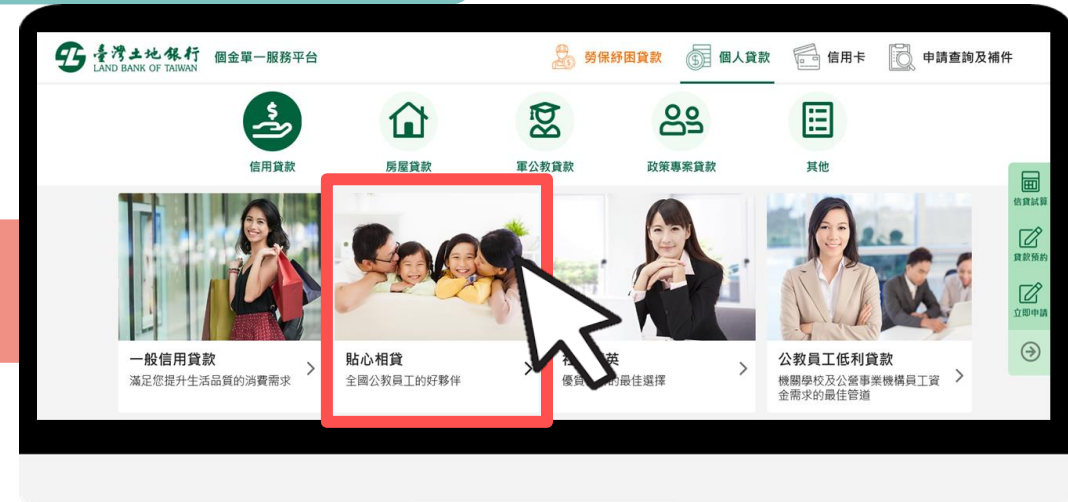 臺灣土地銀行
LAND BANK OF TAIWAN
個金單一服務平台
勞保紓困貸款
個人貸款
信用卡
申請查詢及補件
信用貸款
房屋貸款
軍公教貸款
政策專案貸款
其他
信貸試算
貸款預約
立即申請
一般信用貸款
滿足您提升生活品質的消費需求
貼心相貸
全國公教員工的好夥伴
英
優質
的最佳選擇
公教員工低利貸款
機關學校及公營事業機構員工資
金需求的最佳管道